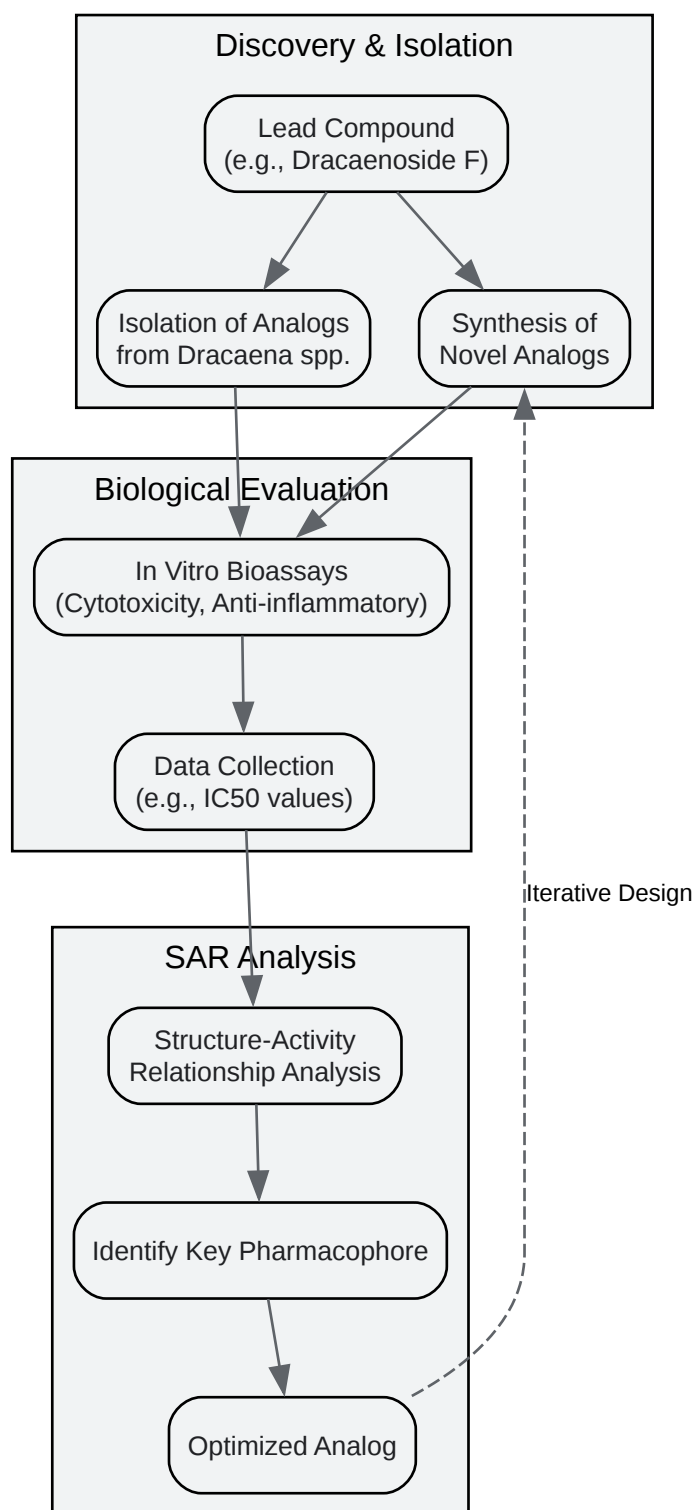 Discovery & Isolation
Lead Compound
(e.g., Dracaenoside F)
Isolation of Analogs
from Dracaena spp.
Synthesis of
Novel Analogs
Biological Evaluation
In Vitro Bioassays
(Cytotoxicity, Anti-inflammatory)
Data Collection
(e.g., IC50 values)
Iterative Design
SAR Analysis
Structure-Activity
Relationship Analysis
Identify Key Pharmacophore
Optimized Analog